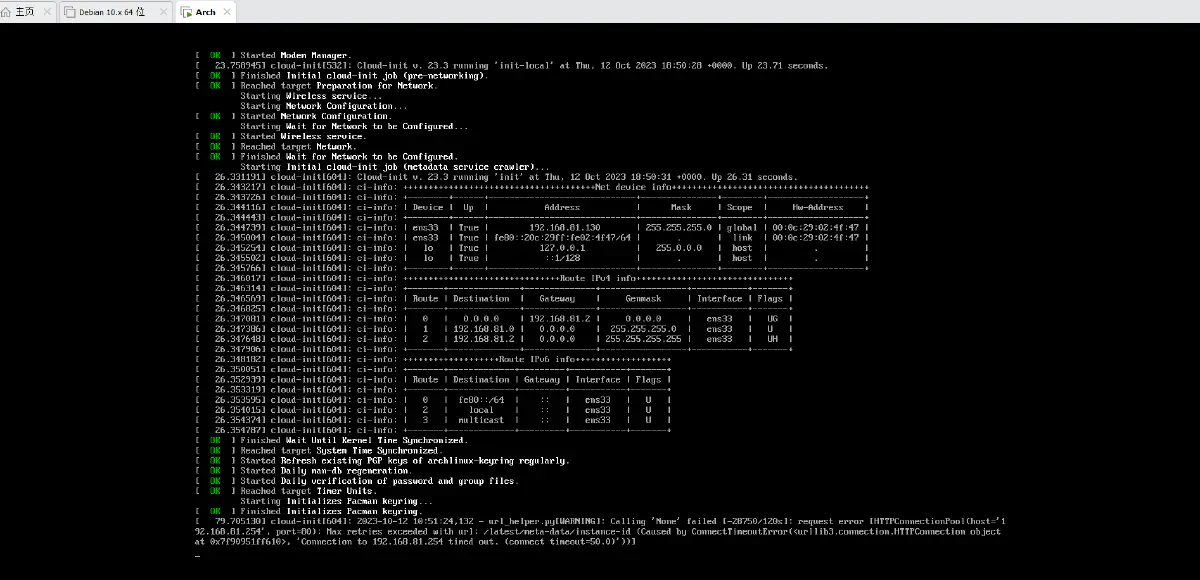 主页 Debian 10.x 64 位 Arch
[  OK  ] Started Modem Manager.
[   23.758945] cloud-init[532]: Cloud-init v. 23.3 running 'init-local' at Thu, 12 Oct 2023 18:50:28 +0000. Up 23.71 seconds.
[  OK  ] Finished Initial cloud-init job (pre-networking).
[  OK  ] Reached target Preparation for Network.
Starting Wireless service...
Starting Network Configuration...
[  OK  ] Started Network Configuration.
Starting Wait for Network to be Configured...
[  OK  ] Started Wireless service.
[  OK  ] Reached target Network.
[  OK  ] Finished Wait for Network to be Configured.
Starting Initial cloud-init job (metadata service crawler)...
[   26.331191] cloud-init[604]: Cloud-init v. 23.3 running 'init' at Thu, 12 Oct 2023 18:50:31 +0000. Up 26.31 seconds.
[   26.343217] cloud-init[604]: ci-info: +++++++++++++++++++++++++++++++++++++++Net device info+++++++++++++++++++++++++++++++++++++++
[   26.343726] cloud-init[604]: ci-info: +--------+------+----------------------------+---------------+--------+-------------------+
[   26.344116] cloud-init[604]: ci-info: | Device |  Up  |          Address           |      Mask     | Scope  |     Hw-Address    |
[   26.344443] cloud-init[604]: ci-info: +--------+------+----------------------------+---------------+--------+-------------------+
[   26.344739] cloud-init[604]: ci-info: | ens33  | True |       192.168.81.130       | 255.255.255.0 | global | 00:0c:29:02:4f:47 |
[   26.345004] cloud-init[604]: ci-info: | ens33  | True | fe80::20c:29ff:fe02:4f47/64 |       .       |  link  | 00:0c:29:02:4f:47 |
[   26.345254] cloud-init[604]: ci-info: |   lo   | True |         127.0.0.1          |   255.0.0.0   |  host  |         .         |
[   26.345502] cloud-init[604]: ci-info: |   lo   | True |          ::1/128           |       .       |  host  |         .         |
[   26.345766] cloud-init[604]: ci-info: +--------+------+----------------------------+---------------+--------+-------------------+
[   26.346017] cloud-init[604]: ci-info: ++++++++++++++++++++++++++++++Route IPv4 info++++++++++++++++++++++++++++++
[   26.346314] cloud-init[604]: ci-info: +-------+--------------+--------------+-----------------+-----------+-------+
[   26.346569] cloud-init[604]: ci-info: | Route | Destination  |   Gateway    |     Genmask     | Interface | Flags |
[   26.346825] cloud-init[604]: ci-info: +-------+--------------+--------------+-----------------+-----------+-------+
[   26.347081] cloud-init[604]: ci-info: |   0   |   0.0.0.0    | 192.168.81.2 |     0.0.0.0     |   ens33   |   UG  |
[   26.347386] cloud-init[604]: ci-info: |   1   | 192.168.81.0 |   0.0.0.0    |  255.255.255.0  |   ens33   |   U   |
[   26.347648] cloud-init[604]: ci-info: |   2   | 192.168.81.2 |   0.0.0.0    | 255.255.255.255 |   ens33   |   UH  |
[   26.347906] cloud-init[604]: ci-info: +-------+--------------+--------------+-----------------+-----------+-------+
[   26.348182] cloud-init[604]: ci-info: +++++++++++++++++++Route IPv6 info+++++++++++++++++++
[   26.350051] cloud-init[604]: ci-info: +-------+-------------+---------+-----------+-------+
[   26.352939] cloud-init[604]: ci-info: | Route | Destination | Gateway | Interface | Flags |
[   26.353319] cloud-init[604]: ci-info: +-------+-------------+---------+-----------+-------+
[   26.353595] cloud-init[604]: ci-info: |   0   |  fe80::/64  |    ::   |   ens33   |   U   |
[   26.354015] cloud-init[604]: ci-info: |   2   |    local    |    ::   |   ens33   |   U   |
[   26.354374] cloud-init[604]: ci-info: |   3   |  multicast  |    ::   |   ens33   |   U   |
[   26.354787] cloud-init[604]: ci-info: +-------+-------------+---------+-----------+-------+
[  OK  ] Finished Wait Until Kernel Time Synchronized.
[  OK  ] Reached target System Time Synchronized.
[  OK  ] Started Refresh existing PGP keys of archlinux-keyring regularly.
[  OK  ] Started Daily man-db regeneration.
[  OK  ] Started Daily verification of password and group files.
[  OK  ] Reached target Timer Units.
Starting Initializes Pacman keyring...
[  OK  ] Finished Initializes Pacman keyring.
[   79.705130] cloud-init[604]: 2023-10-12 10:51:24,132 - url_helper.py[WARNING]: Calling 'None' failed [-28750/120s]: request error [HTTPConnectionPool(host='1
92.168.81.254', port=80): Max retries exceeded with url: /latest/meta-data/instance-id (Caused by ConnectTimeoutError(<urllib3.connection.HTTPConnection object
at 0x7f90951ff610>, 'Connection to 192.168.81.254 timed out. (connect timeout=50.0)'))]
_